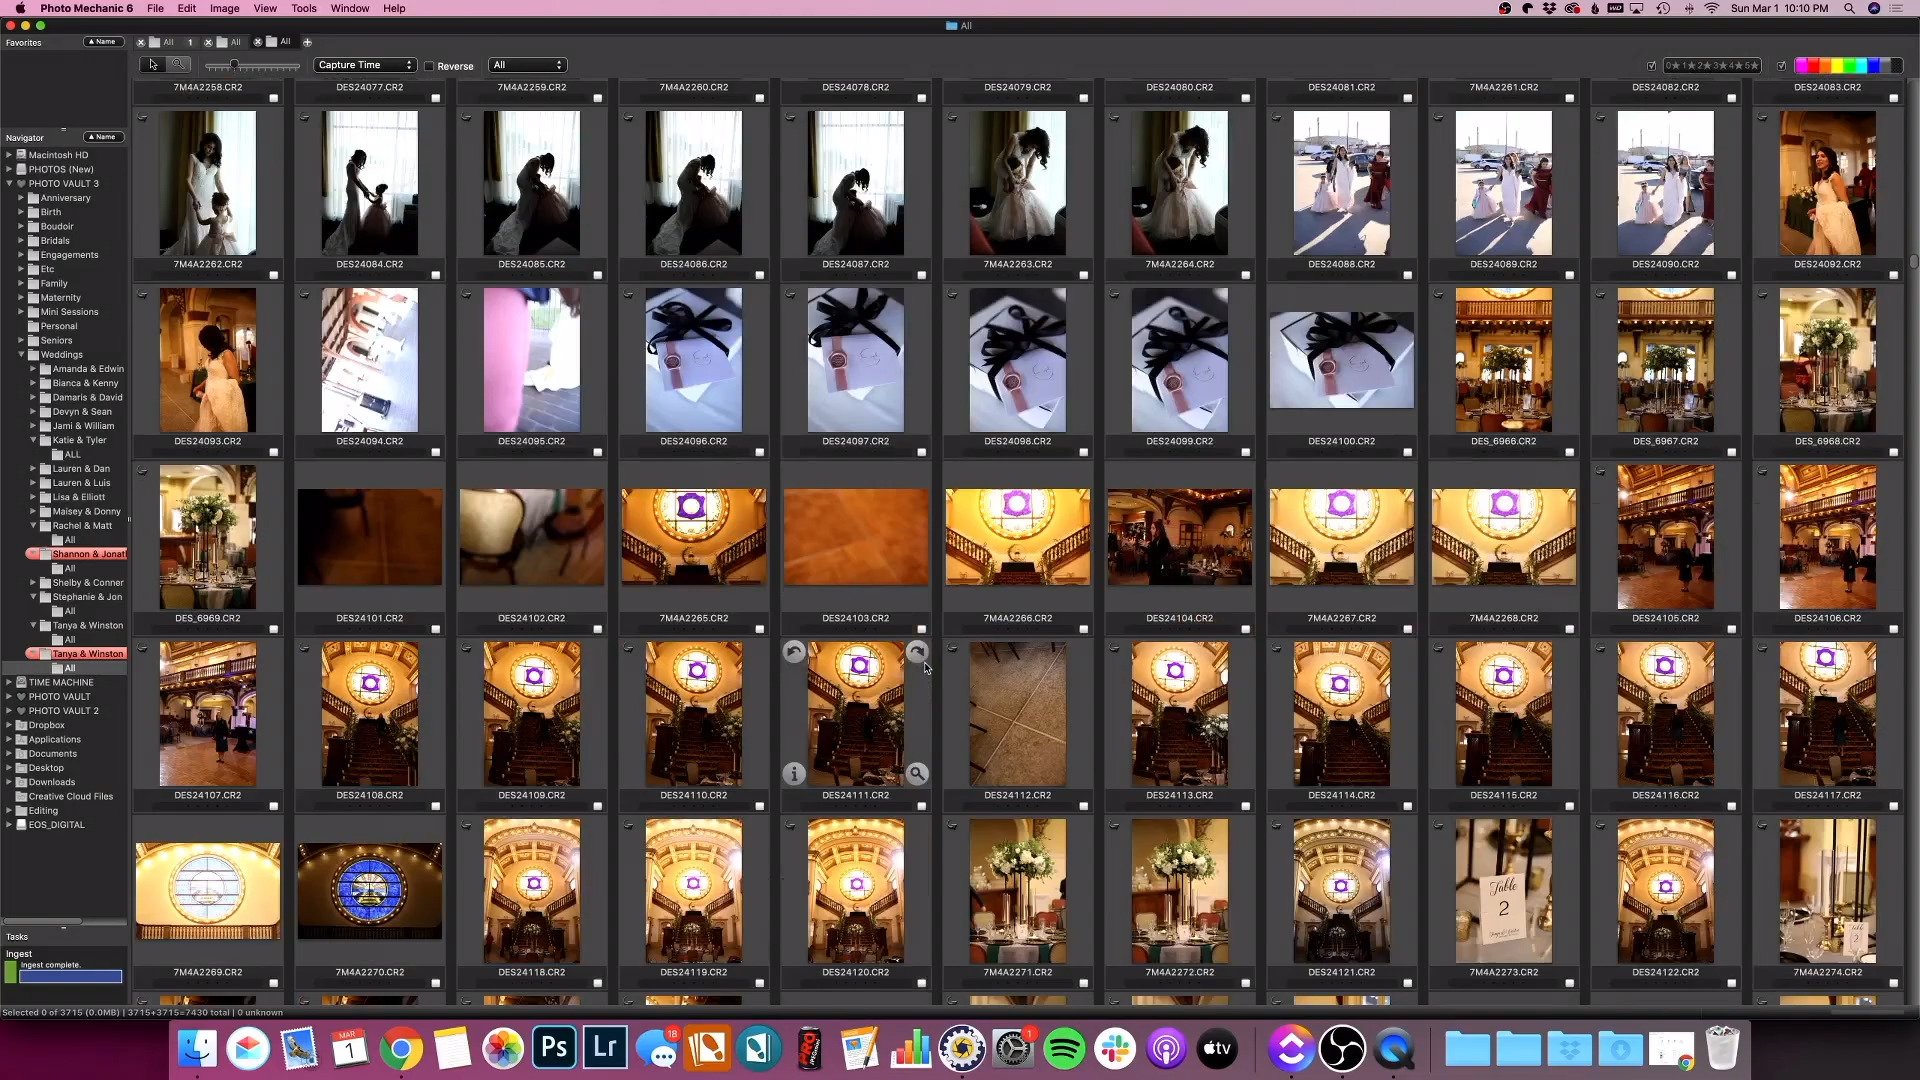 Photo Mechanic 6 File Edit Image View Tools Window Help
Sun Mar 1 10:10 PM
All
Favorites
Name
All 1 All All
Capture Time Reverse All
7M4A2258.CR2 DES24077.CR2 7M4A2259.CR2 7M4A2260.CR2 DES24078.CR2 DES24079.CR2 DES24080.CR2 DES24081.CR2 7M4A2261.CR2 DES24082.CR2 DES24083.CR2
Navigator
Name
Macintosh HD
PHOTOS (New)
PHOTO VAULT 3
Anniversary
Birth
Boudoir
Bridals
Engagements
Etc
Family
Maternity
Mini Sessions
Personal
Seniors
Weddings
Amanda & Edwin
Bianca & Kenny
Damaris & David
Devyn & Sean
Jami & William
Katie & Tyler
ALL
Lauren & Dan
Lauren & Luis
Lisa & Elliott
Maisey & Donny
Rachel & Matt
All
Shannon & Jonat
All
Shelby & Conner
Stephanie & Jon
All
Tanya & Winston
All
Tanya & Winston
All
TIME MACHINE
PHOTO VAULT
PHOTO VAULT 2
Dropbox
Applications
Documents
Desktop
Downloads
Creative Cloud Files
Editing
EOS_DIGITAL
7M4A2262.CR2 DES24084.CR2 DES24085.CR2 DES24086.CR2 DES24087.CR2 7M4A2263.CR2 7M4A2264.CR2 DES24088.CR2 DES24089.CR2 DES24090.CR2 DES24092.CR2
DES24093.CR2 DES24094.CR2 DES24095.CR2 DES24096.CR2 DES24097.CR2 DES24098.CR2 DES24099.CR2 DES24100.CR2 DES_6966.CR2 DES_6967.CR2 DES_6968.CR2
DES_6969.CR2 DES24101.CR2 DES24102.CR2 7M4A2265.CR2 DES24103.CR2 7M4A2266.CR2 DES24104.CR2 7M4A2267.CR2 7M4A2268.CR2 DES24105.CR2 DES24106.CR2
DES24107.CR2 DES24108.CR2 DES24109.CR2 DES24110.CR2 DES24111.CR2 DES24112.CR2 DES24113.CR2 DES24114.CR2 DES24115.CR2 DES24116.CR2 DES24117.CR2
Table
2
7M4A2269.CR2 7M4A2270.CR2 DES24118.CR2 DES24119.CR2 DES24120.CR2 7M4A2271.CR2 7M4A2272.CR2 DES24121.CR2 7M4A2273.CR2 DES24122.CR2 7M4A2274.CR2
Tasks
Ingest
Ingest complete.
Selected 0 of 3715 (0.0MB) | 3715+3715=7430 total | 0 unknown
MAR
1
Ps
Lr
18
PRO
1
tv